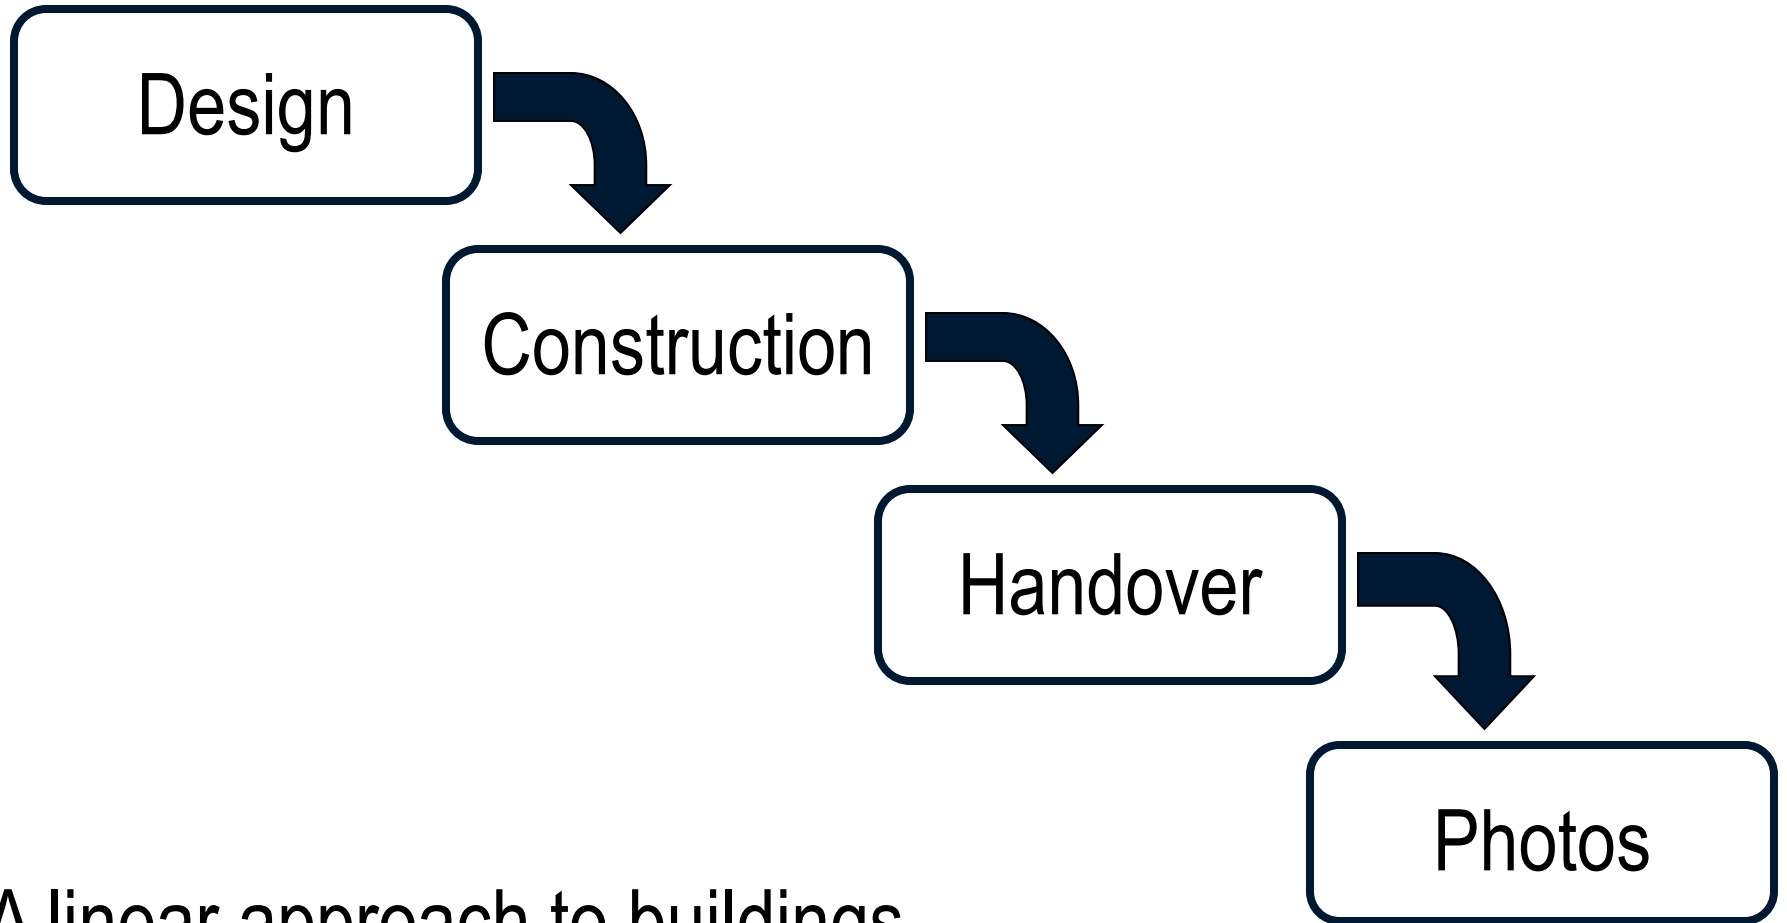 Design
Construction
Handover
Photos
A linear approach to buildings